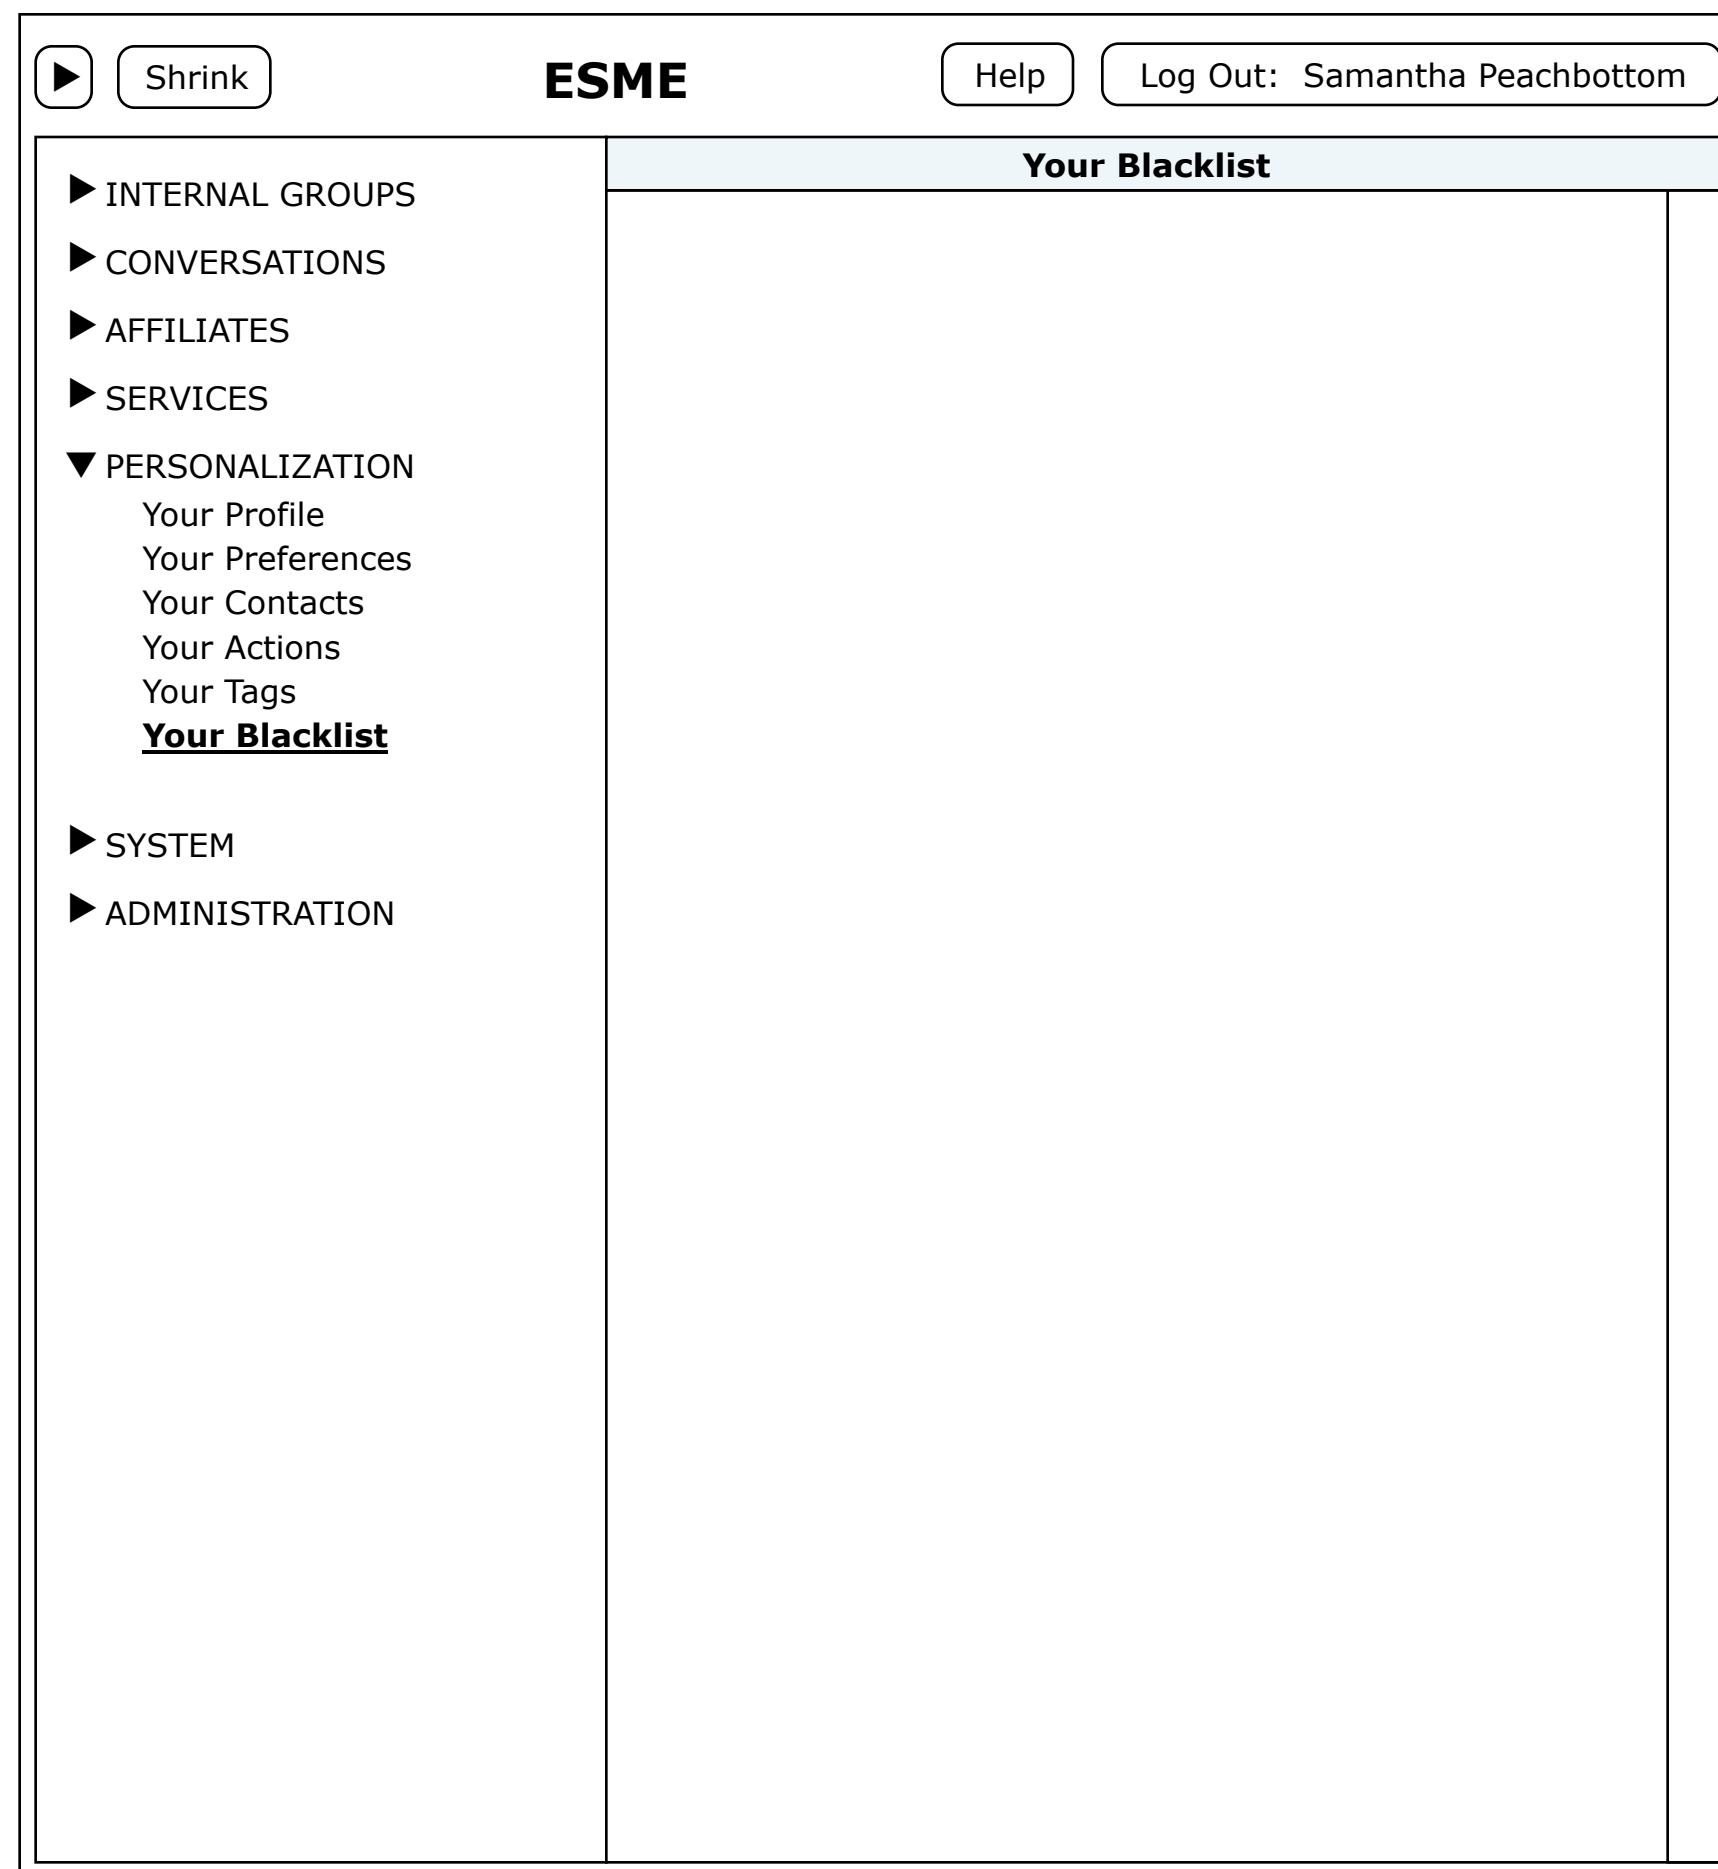 Shrink
ESME
Help
Log Out:  Samantha Peachbottom
Your Blacklist
INTERNAL GROUPS
CONVERSATIONS
AFFILIATES
SERVICES
PERSONALIZATION
Your Profile
Your Preferences
Your Contacts
Your Actions
Your Tags
Your Blacklist
SYSTEM
ADMINISTRATION